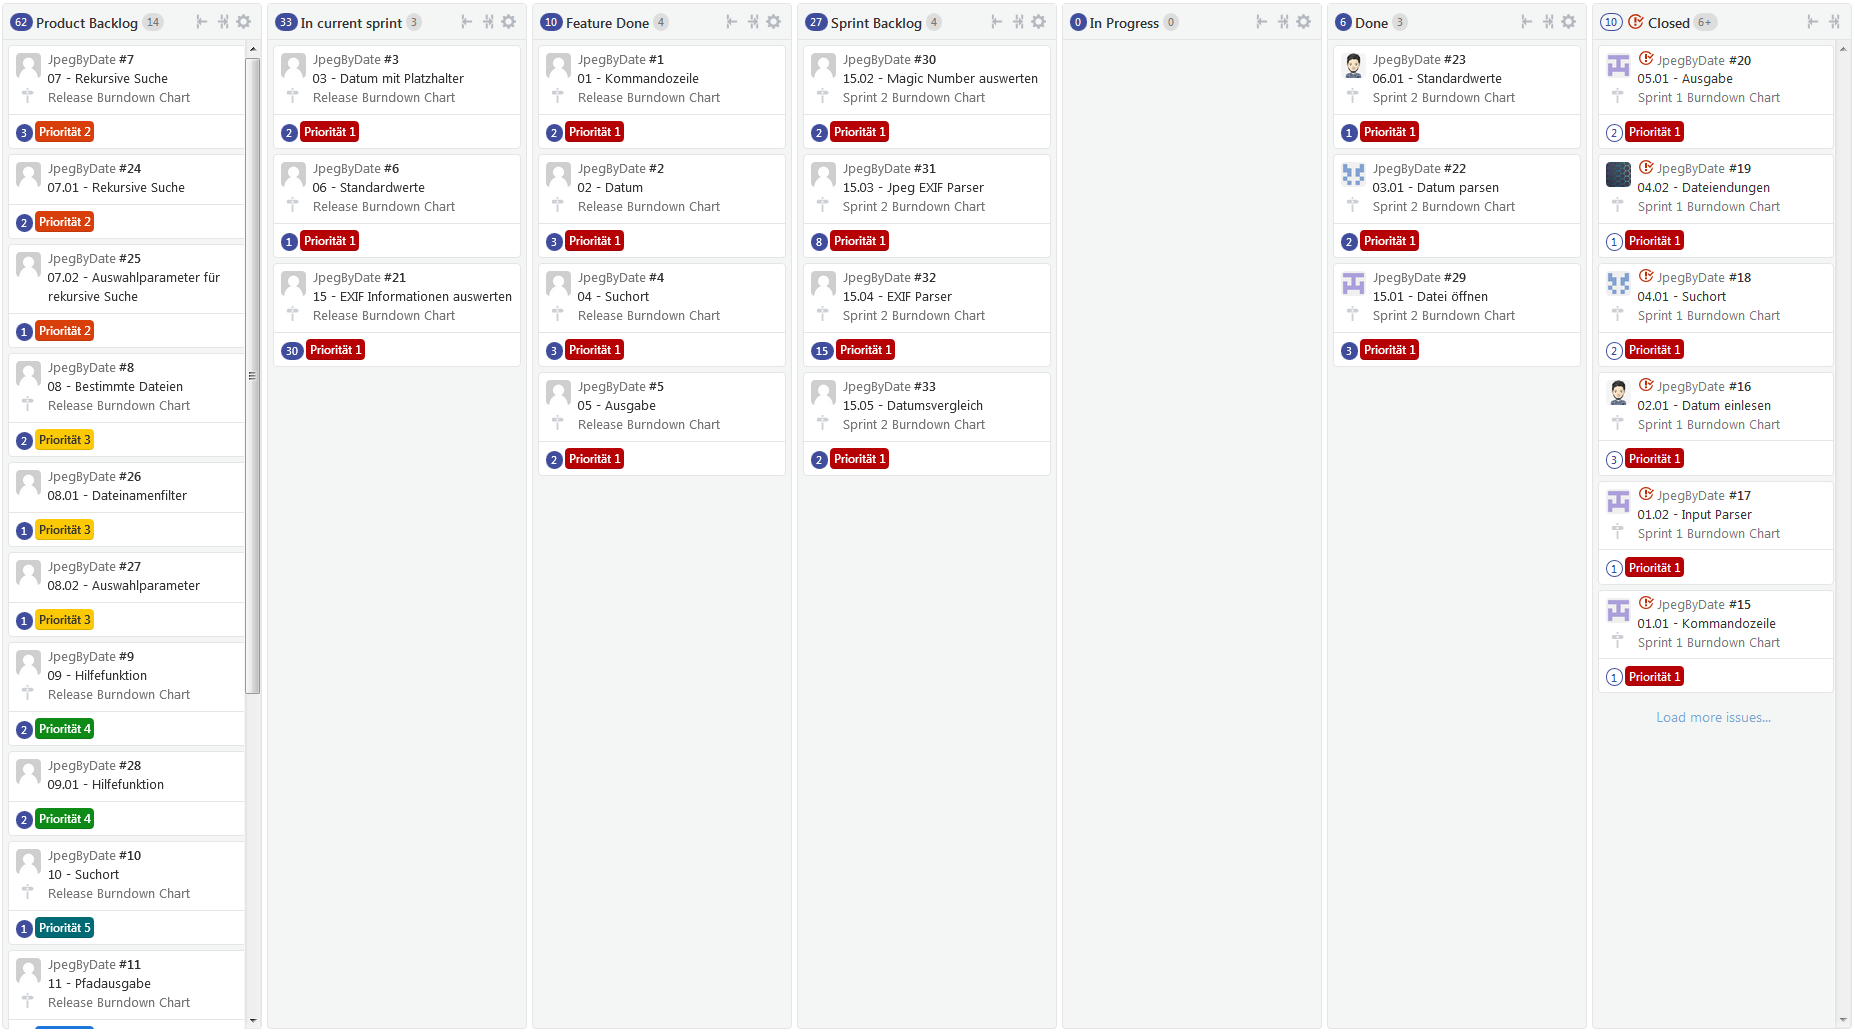 62 Product Backlog 14
JpegByDate #7
07 - Rekursive Suche
Release Burndown Chart
3 Priorität 2
JpegByDate #24
07.01 - Rekursive Suche
2 Priorität 2
JpegByDate #25
07.02 - Auswahlparameter für
rekursive Suche
1 Priorität 2
JpegByDate #8
08 - Bestimmte Dateien
Release Burndown Chart
2 Priorität 3
JpegByDate #26
08.01 - Dateinamenfilter
1 Priorität 3
JpegByDate #27
08.02 - Auswahlparameter
1 Priorität 3
JpegByDate #9
09 - Hilfefunktion
Release Burndown Chart
2 Priorität 4
JpegByDate #28
09.01 - Hilfefunktion
2 Priorität 4
JpegByDate #10
10 - Suchort
Release Burndown Chart
1 Priorität 5
JpegByDate #11
11 - Pfadausgabe
Release Burndown Chart
33 In current sprint 3
JpegByDate #3
03 - Datum mit Platzhalter
Release Burndown Chart
2 Priorität 1
JpegByDate #6
06 - Standardwerte
Release Burndown Chart
1 Priorität 1
JpegByDate #21
15 - EXIF Informationen auswerten
Release Burndown Chart
30 Priorität 1
10 Feature Done 4
JpegByDate #1
01 - Kommandozeile
Release Burndown Chart
2 Priorität 1
JpegByDate #2
02 - Datum
Release Burndown Chart
3 Priorität 1
JpegByDate #4
04 - Suchort
Release Burndown Chart
3 Priorität 1
JpegByDate #5
05 - Ausgabe
Release Burndown Chart
2 Priorität 1
27 Sprint Backlog 4
JpegByDate #30
15.02 - Magic Number auswerten
Sprint 2 Burndown Chart
2 Priorität 1
JpegByDate #31
15.03 - Jpeg EXIF Parser
Sprint 2 Burndown Chart
8 Priorität 1
JpegByDate #32
15.04 - EXIF Parser
Sprint 2 Burndown Chart
15 Priorität 1
JpegByDate #33
15.05 - Datumsvergleich
Sprint 2 Burndown Chart
2 Priorität 1
0 In Progress 0
6 Done 3
JpegByDate #23
06.01 - Standardwerte
Sprint 2 Burndown Chart
1 Priorität 1
JpegByDate #22
03.01 - Datum parsen
Sprint 2 Burndown Chart
2 Priorität 1
JpegByDate #29
15.01 - Datei öffnen
Sprint 2 Burndown Chart
3 Priorität 1
10 Closed 6+
JpegByDate #20
05.01 - Ausgabe
Sprint 1 Burndown Chart
2 Priorität 1
JpegByDate #19
04.02 - Dateiendungen
Sprint 1 Burndown Chart
1 Priorität 1
JpegByDate #18
04.01 - Suchort
Sprint 1 Burndown Chart
2 Priorität 1
JpegByDate #16
02.01 - Datum einlesen
Sprint 1 Burndown Chart
3 Priorität 1
JpegByDate #17
01.02 - Input Parser
Sprint 1 Burndown Chart
1 Priorität 1
JpegByDate #15
01.01 - Kommandozeile
Sprint 1 Burndown Chart
1 Priorität 1
Load more issues...